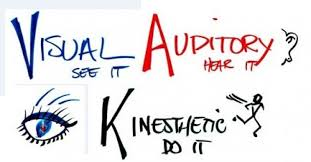 VISUAL
SEE IT
AUDITORY
HEAR IT
KINESTHETIC
DO IT